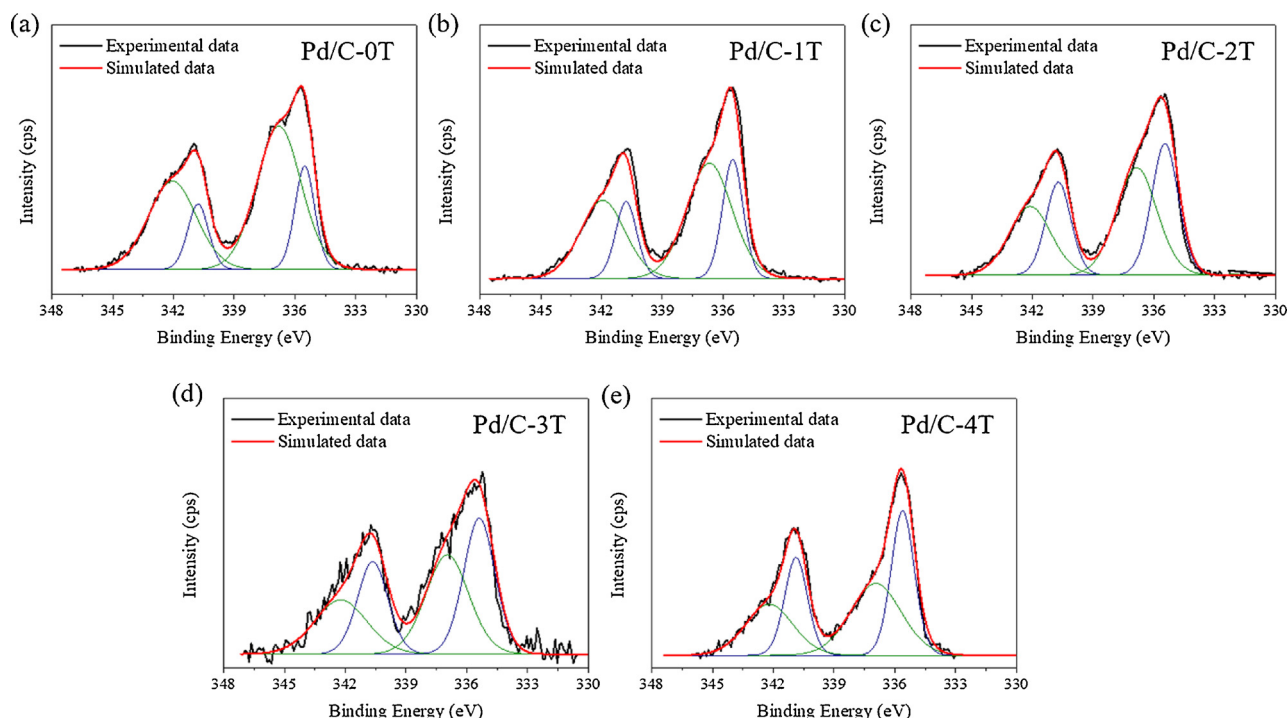 (a)
Experimental data
Simulated data
Pd/C-0T
Intensity (cps)
348 345 342 339 336 333 330
Binding Energy (eV)
(b)
Experimental data
Simulated data
Pd/C-1T
Intensity (cps)
348 345 342 339 336 333 330
Binding Energy (eV)
(c)
Experimental data
Simulated data
Pd/C-2T
Intensity (cps)
348 345 342 339 336 333 330
Binding Energy (eV)
(d)
Experimental data
Simulated data
Pd/C-3T
Intensity (cps)
348 345 342 339 336 333 330
Binding Energy (eV)
(e)
Experimental data
Simulated data
Pd/C-4T
Intensity (cps)
348 345 342 339 336 333 330
Binding Energy (eV)